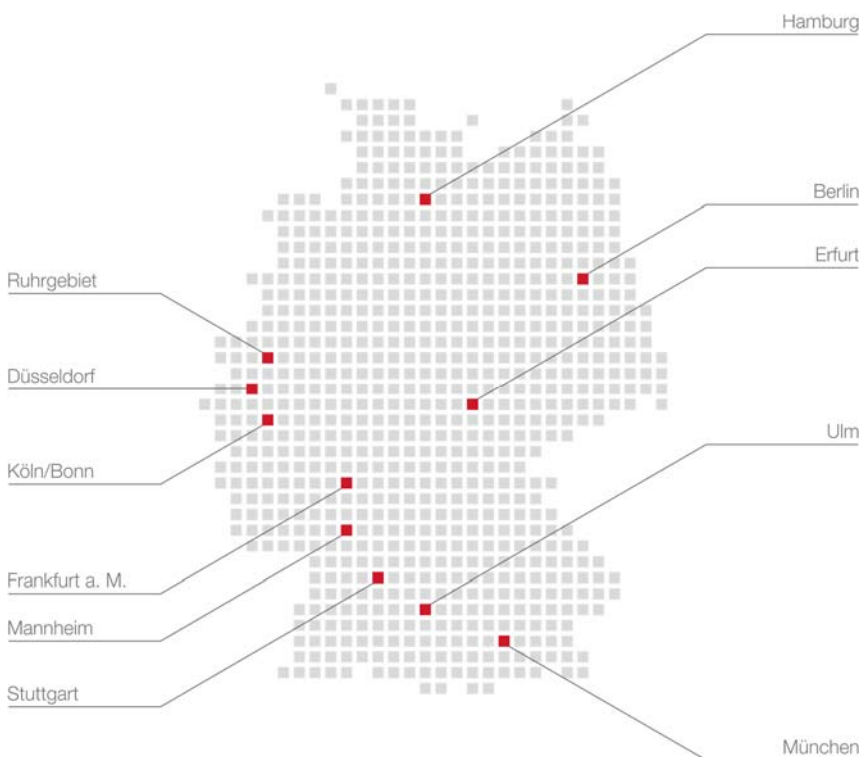 Hamburg
Berlin
Erfurt
Ruhrgebiet
Düsseldorf
Ulm
Köln/Bonn
Frankfurt a. M.
Mannheim
Stuttgart
München